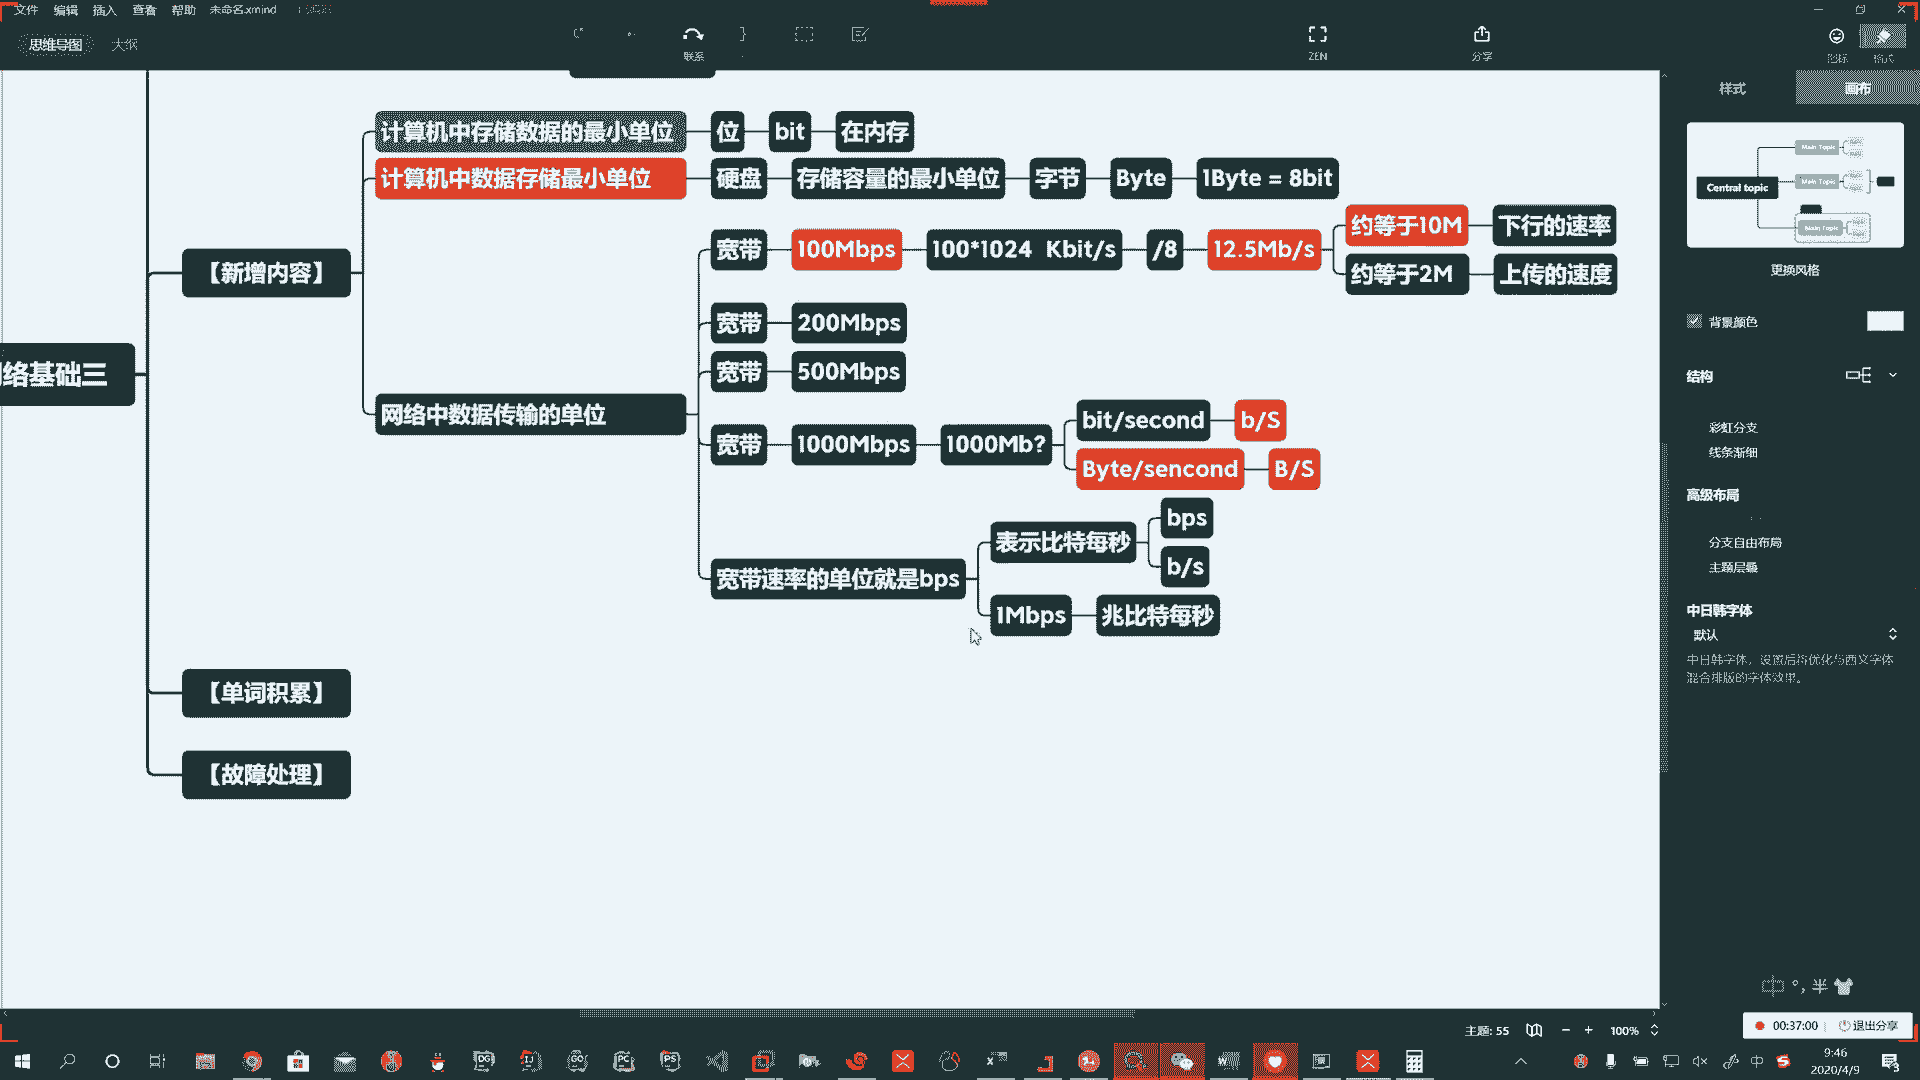 文件 编辑 插入 查看 帮助 未命名.xmind
思维导图 大纲
联系
ZEN
分享
图标 格式
样式 画布
计算机中存储数据的最小单位 位 bit 在内存
计算机中数据存储最小单位 硬盘 存储容量的最小单位 字节 Byte 1Byte = 8bit
【新增内容】
宽带 100Mbps 100*1024 Kbit/s /8 12.5Mb/s
约等于10M 下行的速率
约等于2M 上传的速度
宽带 200Mbps
宽带 500Mbps
络基础三
网络中数据传输的单位
宽带 1000Mbps 1000Mb?
bit/second b/S
Byte/sencond B/S
宽带速率的单位就是bps
表示比特每秒
bps
b/s
1Mbps 兆比特每秒
【单词积累】
【故障处理】
Central topic
Main Topic
Main Topic
Main Topic
更换风格
背景颜色
结构
彩虹分支
线条渐细
高级布局
分支自由布局
主题层叠
中日韩字体
默认
中日韩字体，设置后将优化与西文字体
混合排版的字体效果。
中 °, 半
00:37:00 退出分享
主题: 55 100%
DG IJ GO PC PS
中
9:46
2020/4/9